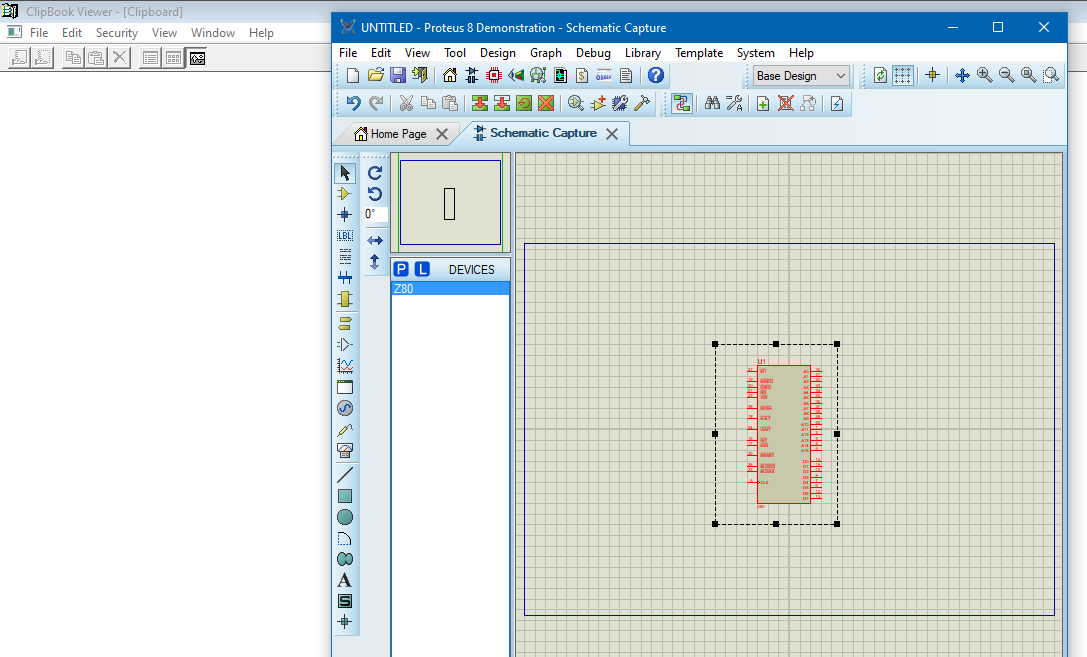 ClipBook Viewer - [Clipboard]
File Edit Security View Window Help
UNTITLED - Proteus 8 Demonstration - Schematic Capture
File Edit View Tool Design Graph Debug Library Template System Help
Base Design
Home Page
Schematic Capture
0°
LBL
P L DEVICES
Z80
A
S
U1